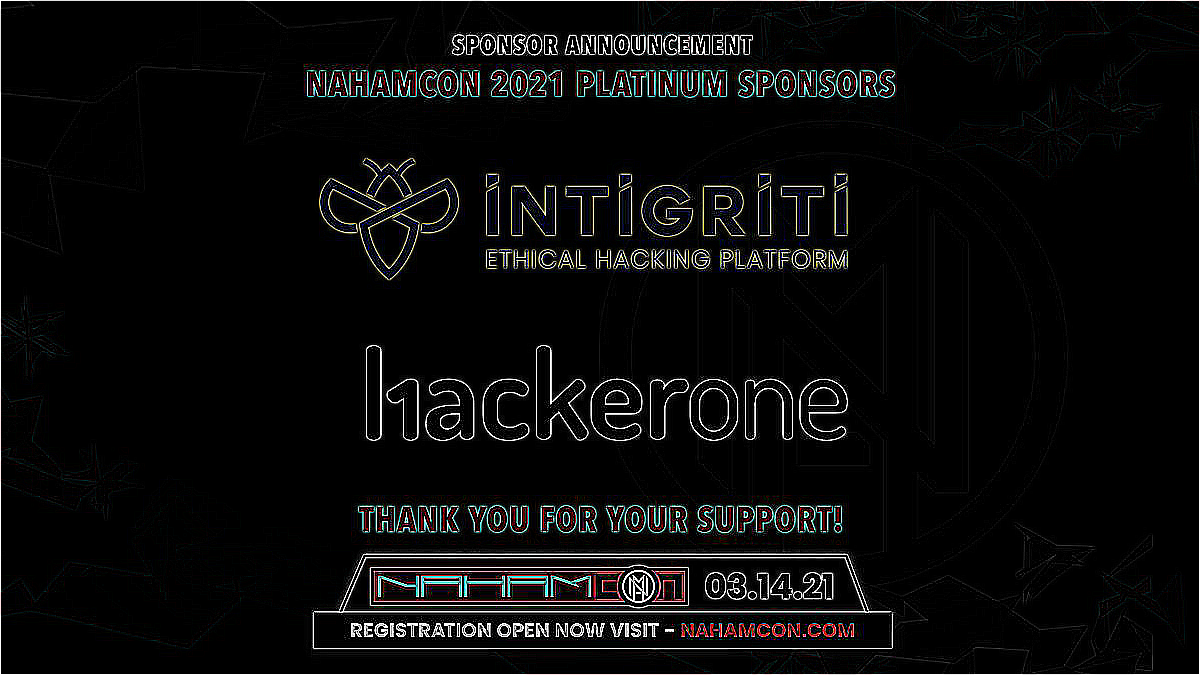 SPONSOR ANNOUNCEMENT
NAHAMCON 2021 PLATINUM SPONSORS
INTIGRITI
ETHICAL HACKING PLATFORM
hackerone
THANK YOU FOR YOUR SUPPORT!
NAHAMCON 03.14.21
REGISTRATION OPEN NOW VISIT - NAHAMCON.COM